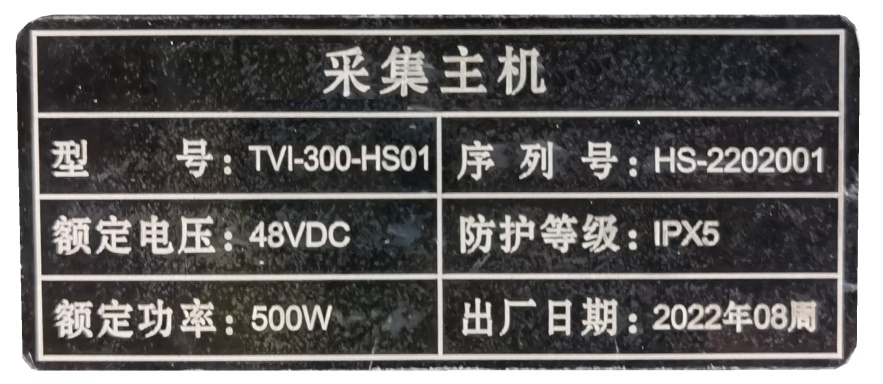 采集主机
型号：TVI-300-HS01 序列号：HS-2202001
额定电压：48VDC 防护等级：IPX5
额定功率：500W 出厂日期：2022年08周